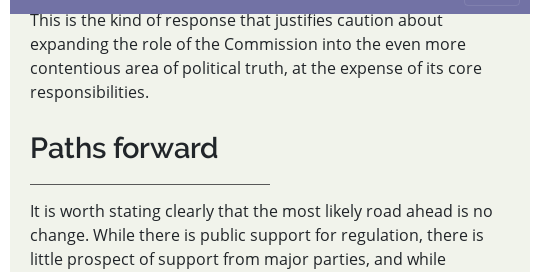 This is the kind of response that justifies caution about
expanding the role of the Commission into the even more
contentious area of political truth, at the expense of its core
responsibilities.
Paths forward
It is worth stating clearly that the most likely road ahead is no
change. While there is public support for regulation, there is
little prospect of support from major parties, and while